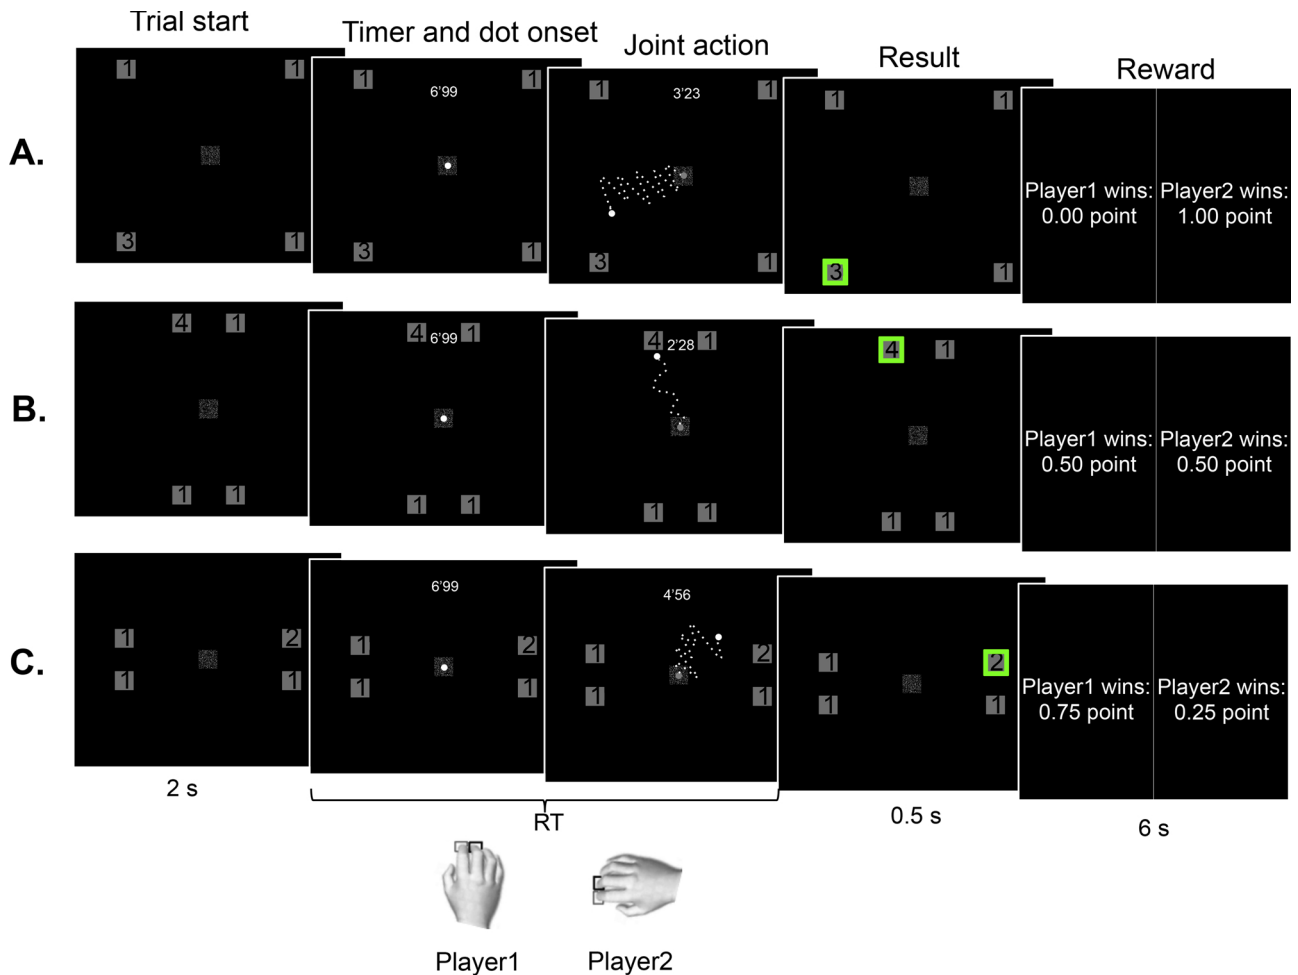 Trial start
Timer and dot onset
Joint action
Result
Reward
A.
1 1
3 1
6'99
1 1
3 1
3'23
1 1
3 1
1 1
3 1
Player1 wins:
0.00 point
Player2 wins:
1.00 point
B.
4 1
1 1
4 6'99 1
1 1
4 2'28 1
1 1
4 1
1 1
Player1 wins:
0.50 point
Player2 wins:
0.50 point
C.
1 2
1 1
6'99
1 2
1 1
4'56
1 2
1 1
1 2
1 1
Player1 wins:
0.75 point
Player2 wins:
0.25 point
2 s
RT
0.5 s
6 s
Player1
Player2